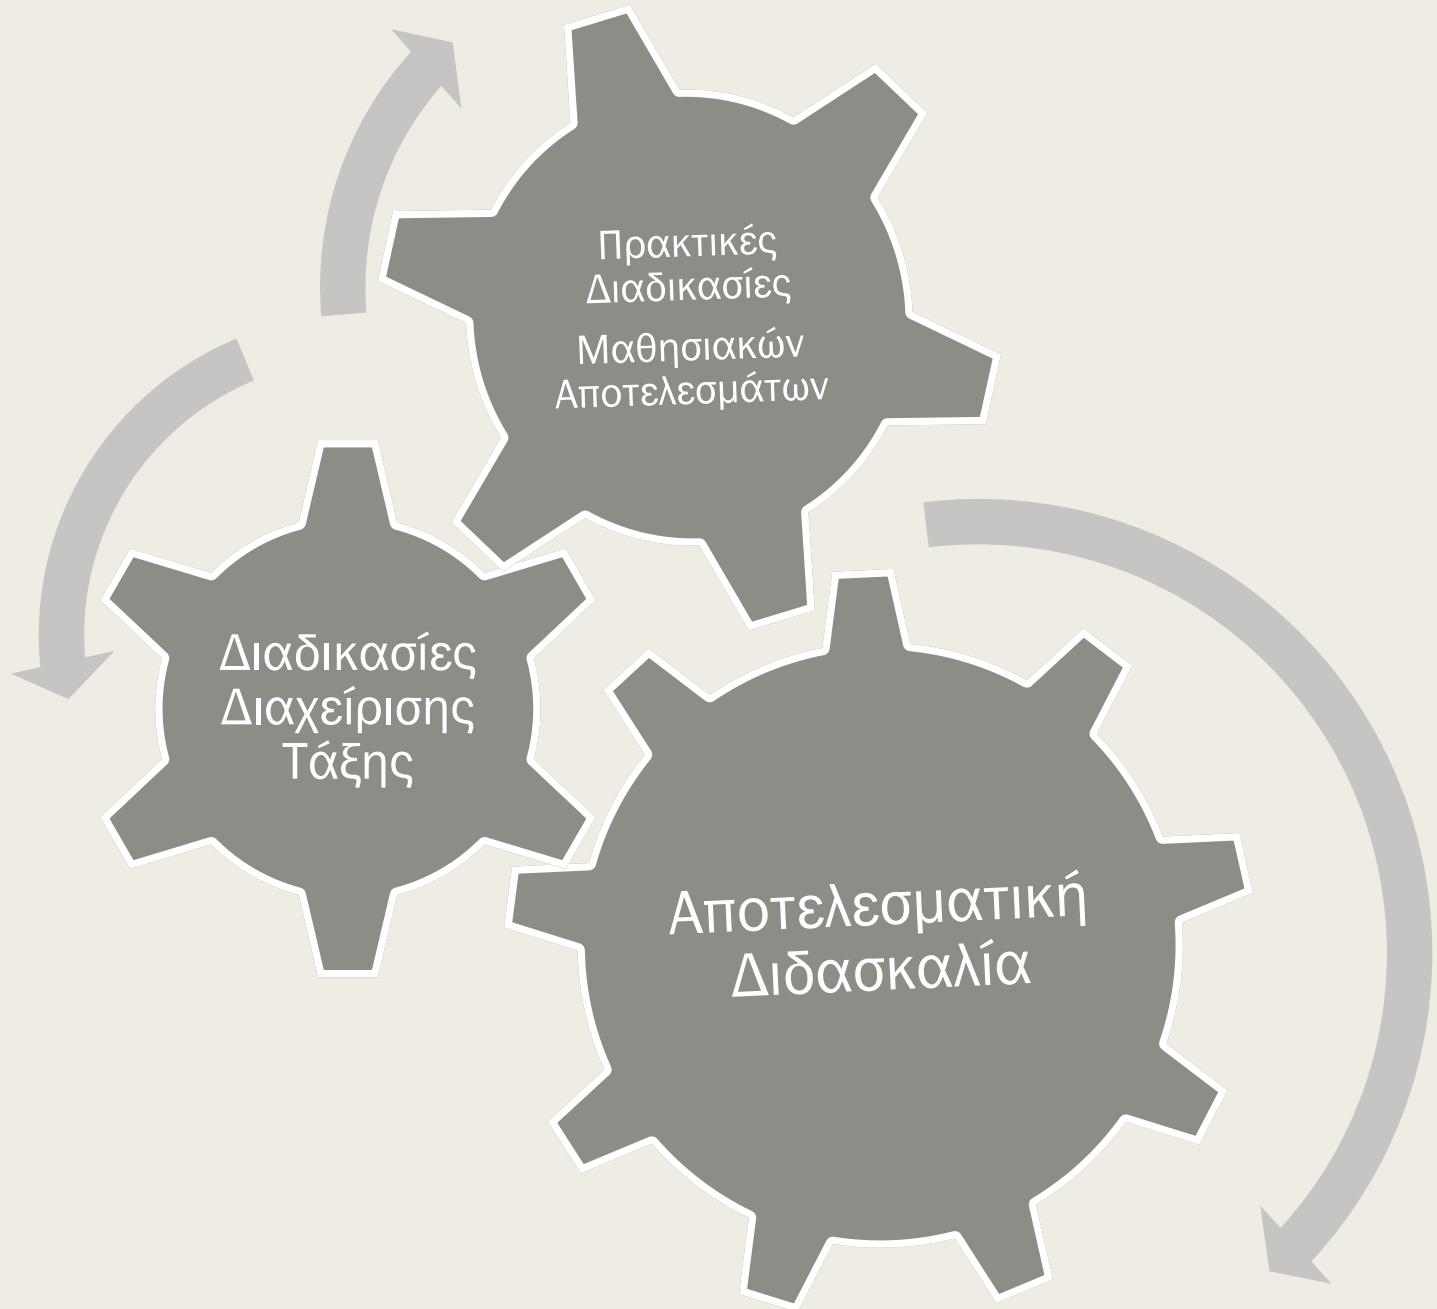 Πρακτικές
Διαδικασίες
Μαθησιακών
Αποτελεσμάτων
Διαδικασίες
Διαχείρισης
Τάξης
Αποτελεσματική
Διδασκαλία